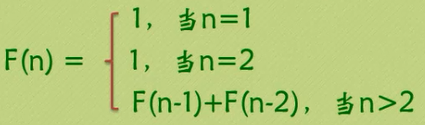 1, 当n=1
F(n) = 1, 当n=2
F(n-1)+F(n-2), 当n>2